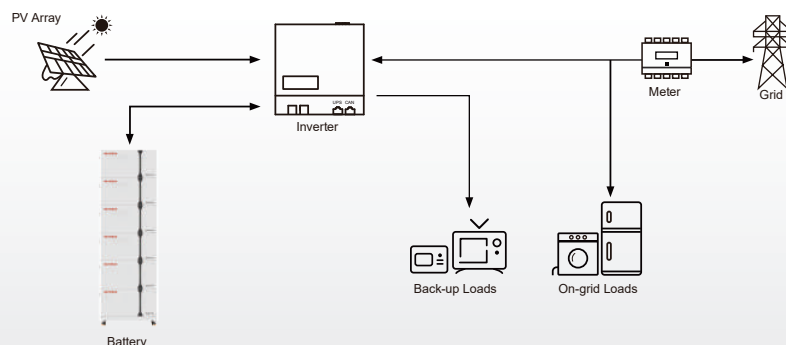 PV Array
UPS CAN
Inverter
Meter
Grid
Back-up Loads
On-grid Loads
Battery